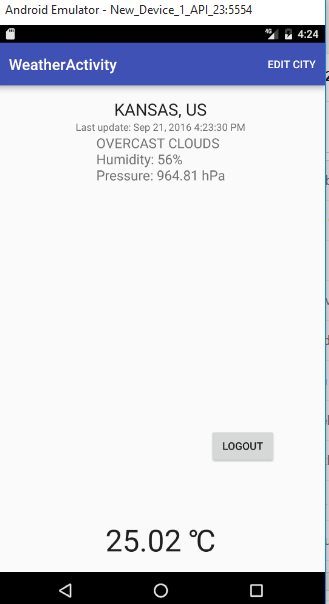 Android Emulator - New_Device_1_API_23:5554
4G 4:24
WeatherActivity EDIT CITY
KANSAS, US
Last update: Sep 21, 2016 4:23:30 PM
OVERCAST CLOUDS
Humidity: 56%
Pressure: 964.81 hPa
LOGOUT
25.02 ℃